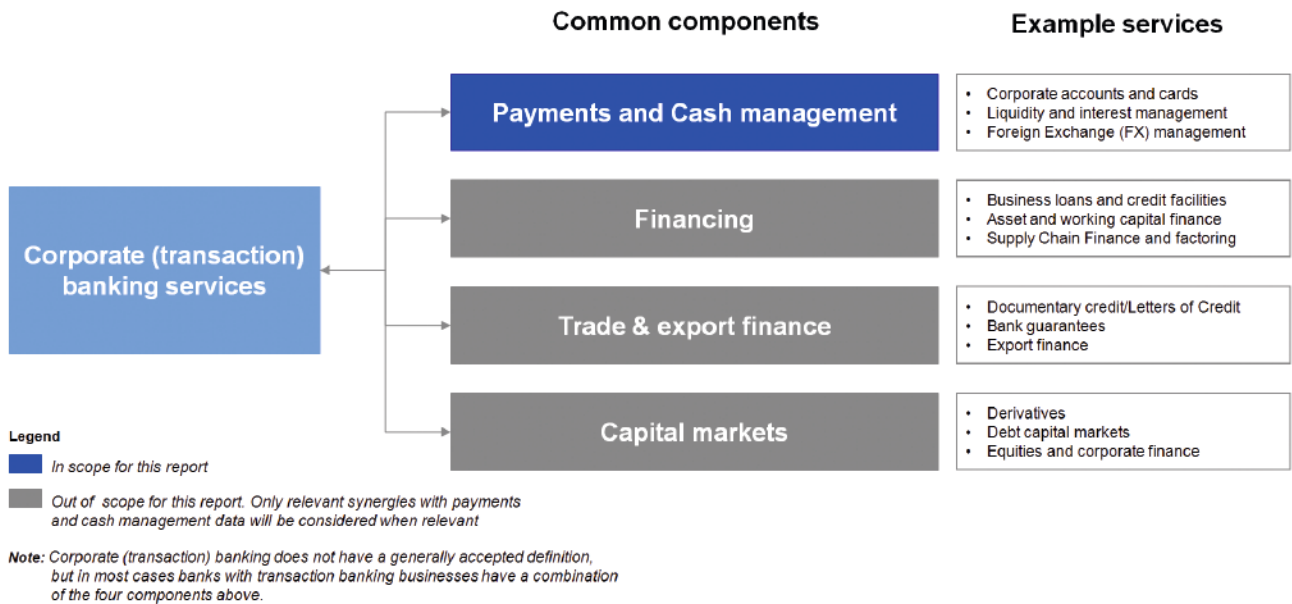 Common components
Example services
Corporate (transaction)
banking services
Payments and Cash management
• Corporate accounts and cards
• Liquidity and interest management
• Foreign Exchange (FX) management
Financing
• Business loans and credit facilities
• Asset and working capital finance
• Supply Chain Finance and factoring
Trade & export finance
• Documentary credit/Letters of Credit
• Bank guarantees
• Export finance
Capital markets
• Derivatives
• Debt capital markets
• Equities and corporate finance
Legend
In scope for this report
Out of scope for this report. Only relevant synergies with payments
and cash management data will be considered when relevant
Note: Corporate (transaction) banking does not have a generally accepted definition,
but in most cases banks with transaction banking businesses have a combination
of the four components above.